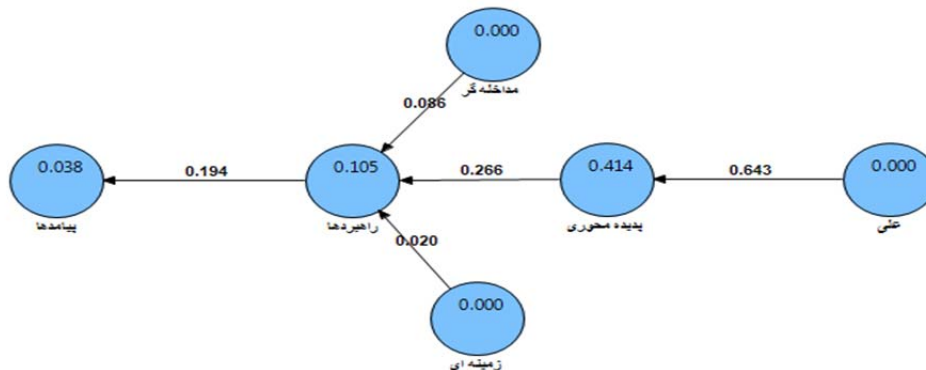 0.000
مداخله گر
0.086
0.038
0.194
0.105
0.266
0.414
0.643
0.000
پیامدها
راهبردها
پدیده محوری
علی
0.020
0.000
زمینه ای